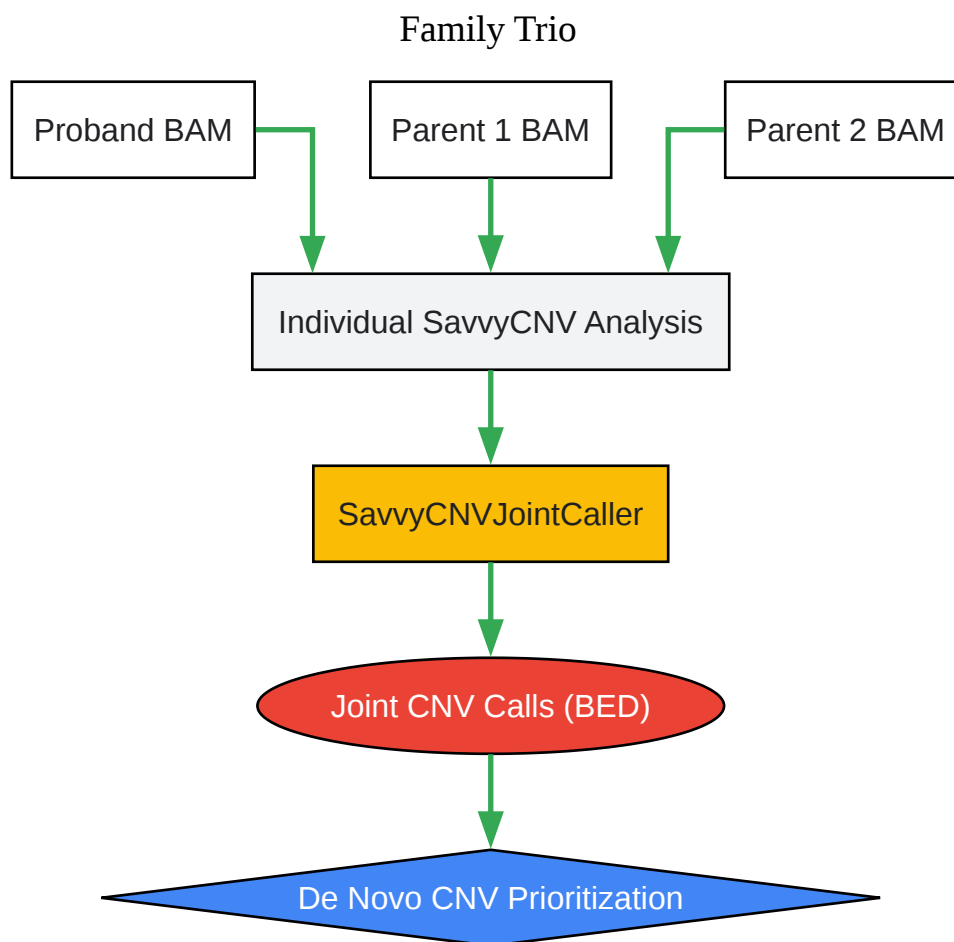 Family Trio
Proband BAM
Parent 1 BAM
Parent 2 BAM
Individual SavvyCNV Analysis
SavvyCNVJointCaller
Joint CNV Calls (BED)
De Novo CNV Prioritization